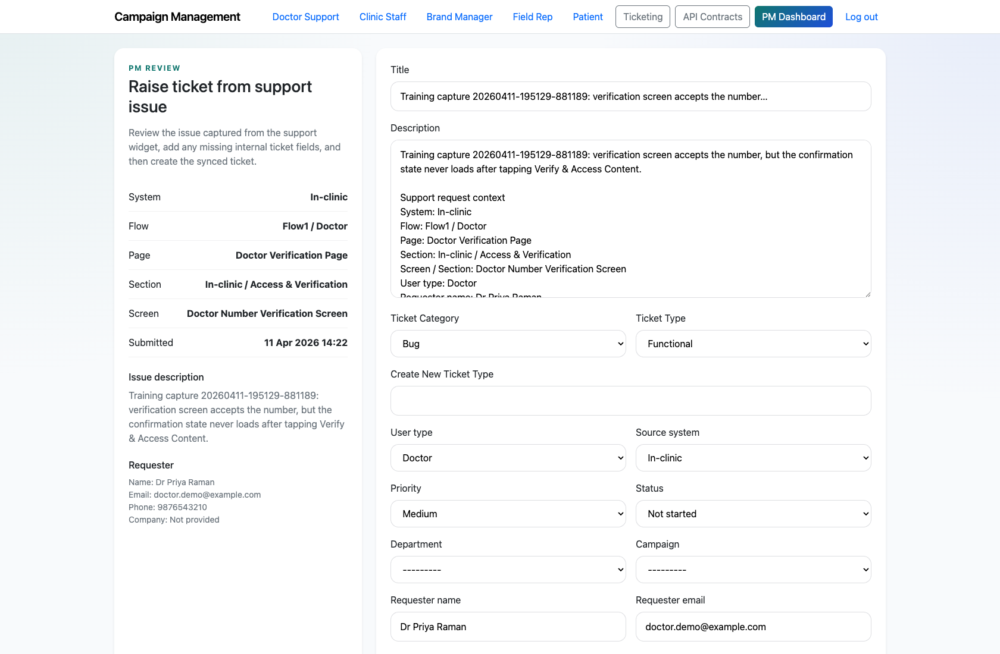 Campaign Management
Doctor Support
Clinic Staff
Brand Manager
Field Rep
Patient
Ticketing
API Contracts
PM Dashboard
Log out
PM REVIEW
Raise ticket from support
issue
Review the issue captured from the support
widget, add any missing internal ticket fields, and
then create the synced ticket.
System
In-clinic
Flow
Flow1 / Doctor
Page
Doctor Verification Page
Section
In-clinic / Access & Verification
Screen
Doctor Number Verification Screen
Submitted
11 Apr 2026 14:22
Issue description
Training capture 20260411-195129-881189:
verification screen accepts the number, but the
confirmation state never loads after tapping Verify
& Access Content.
Requester
Name: Dr Priya Raman
Email: doctor.demo@example.com
Phone: 9876543210
Company: Not provided
Title
Training capture 20260411-195129-881189: verification screen accepts the number...
Description
Training capture 20260411-195129-881189: verification screen accepts the number, but the confirmation
state never loads after tapping Verify & Access Content.
Support request context
System: In-clinic
Flow: Flow1 / Doctor
Page: Doctor Verification Page
Section: In-clinic / Access & Verification
Screen / Section: Doctor Number Verification Screen
User type: Doctor
Requester name: Dr Priya Raman
Ticket Category
Bug
Ticket Type
Functional
Create New Ticket Type
User type
Doctor
Source system
In-clinic
Priority
Medium
Status
Not started
Department
---------
Campaign
---------
Requester name
Dr Priya Raman
Requester email
doctor.demo@example.com